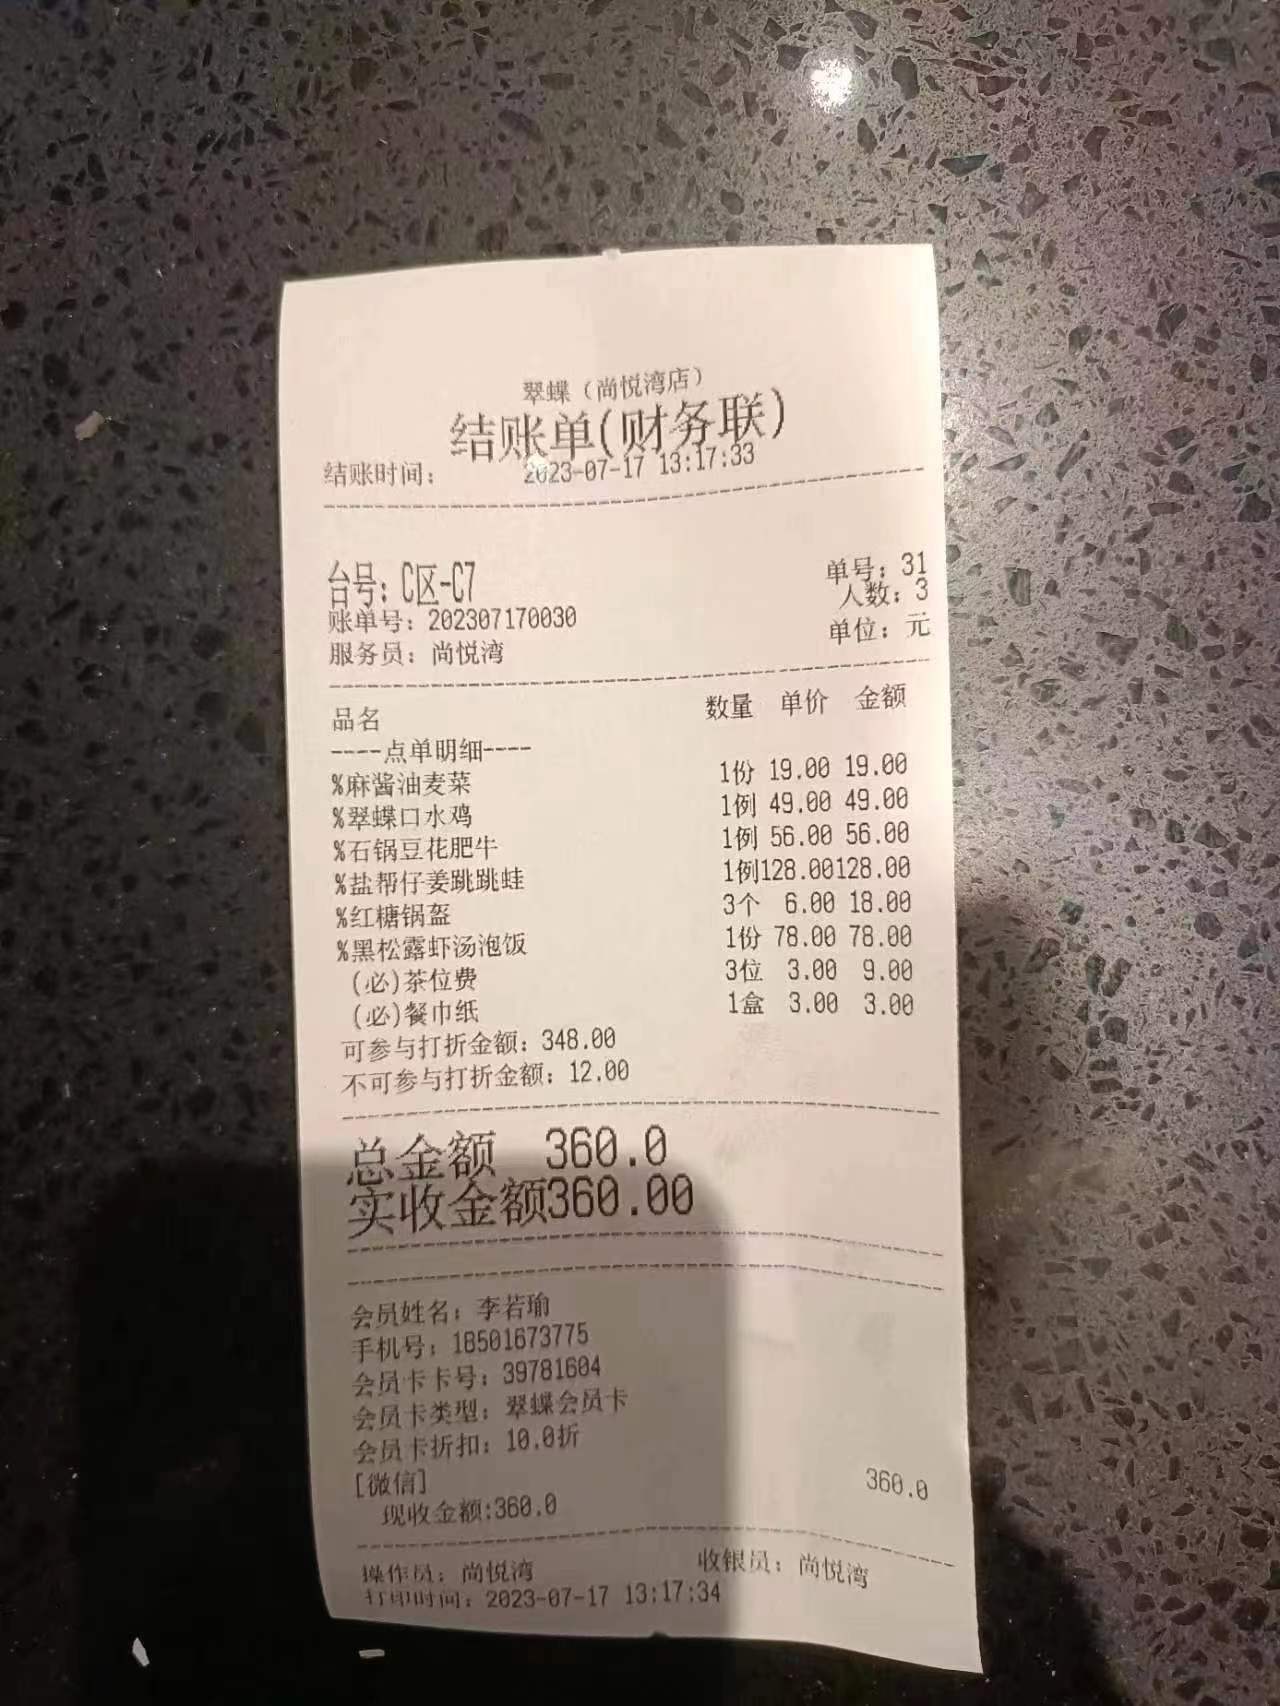 翠蝶（尚悦湾店）
结账单(财务联)
结账时间： 2023-07-17 13:17:33
台号：C区-C7 单号：31
人数：3
账单号：202307170030
服务员：尚悦湾 单位：元
品名 数量 单价 金额
----点单明细----
%麻酱油麦菜 1份 19.00 19.00
%翠蝶口水鸡 1例 49.00 49.00
%石锅豆花肥牛 1例 56.00 56.00
%盐帮仔姜跳跳蛙 1例128.00128.00
%红糖锅盔 3个 6.00 18.00
%黑松露虾汤泡饭 1份 78.00 78.00
(必)茶位费 3位 3.00 9.00
(必)餐巾纸 1盒 3.00 3.00
可参与打折金额：348.00
不可参与打折金额：12.00
总金额 360.0
实收金额360.00
会员姓名：李若瑜
手机号：18501673775
会员卡卡号：39781604
会员卡类型：翠蝶会员卡
会员卡折扣：10.0折
[微信] 360.0
现收金额:360.0
操作员：尚悦湾 收银员：尚悦湾
打印时间：2023-07-17 13:17:34